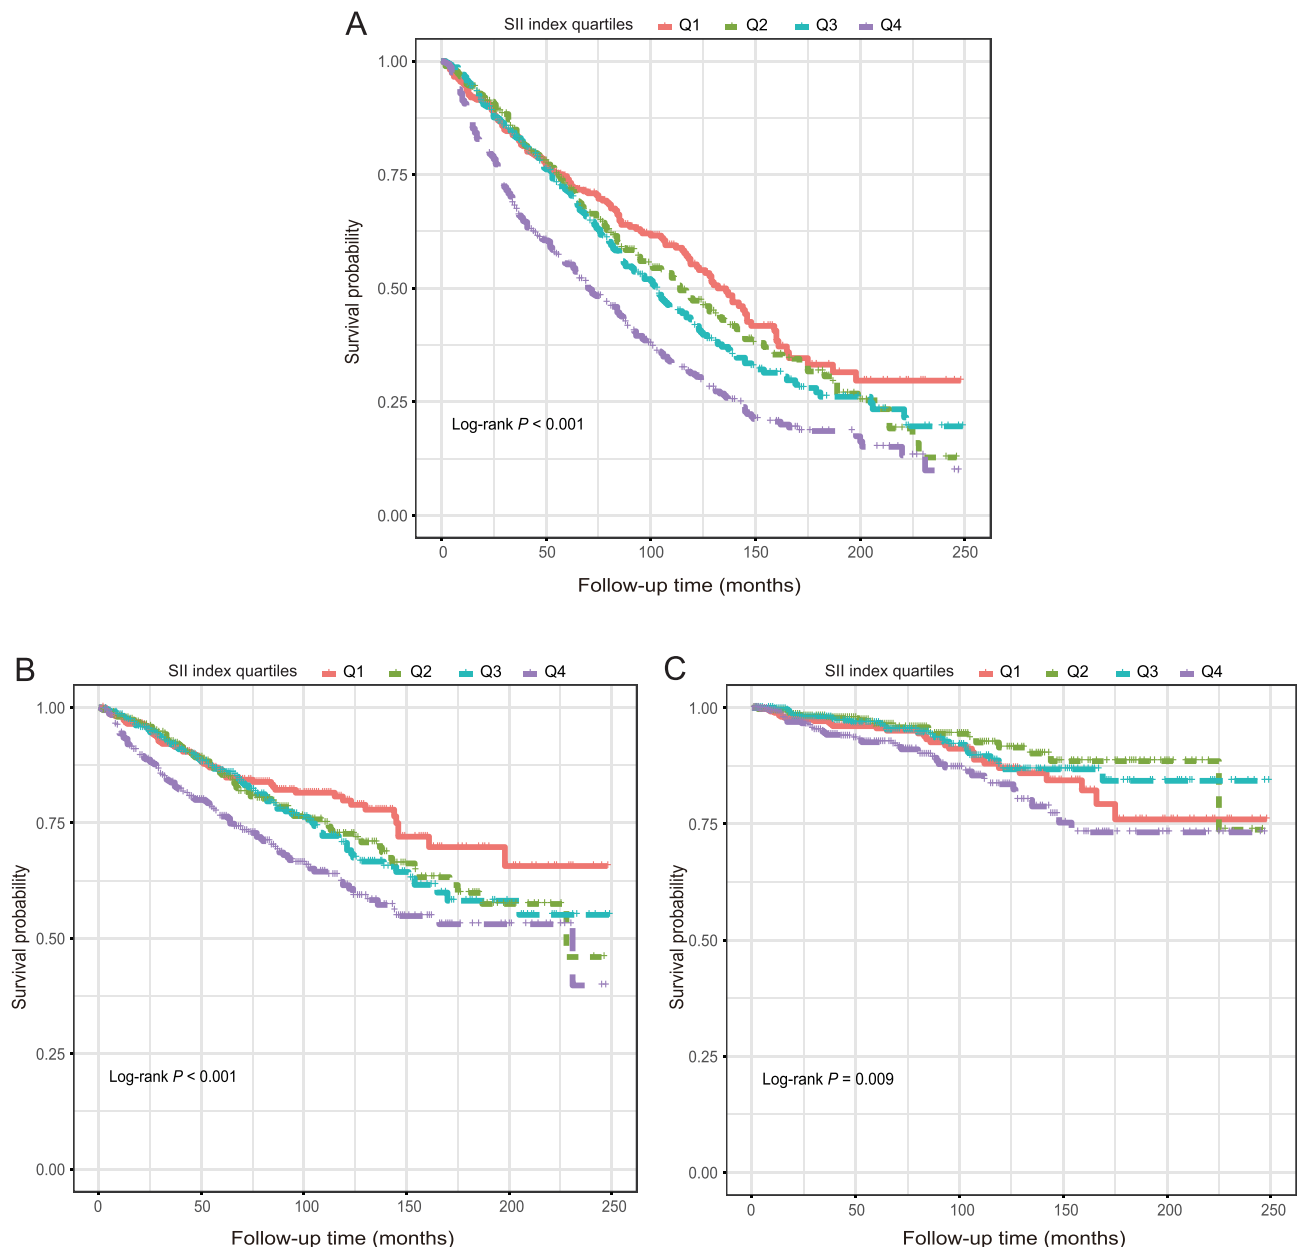 A
SII index quartiles Q1 Q2 Q3 Q4
1.00
0.75
0.50
0.25
0.00
Survival probability
Log-rank P < 0.001
0 50 100 150 200 250
Follow-up time (months)
B
SII index quartiles Q1 Q2 Q3 Q4
1.00
0.75
0.50
0.25
0.00
Survival probability
Log-rank P < 0.001
0 50 100 150 200 250
Follow-up time (months)
C
SII index quartiles Q1 Q2 Q3 Q4
1.00
0.75
0.50
0.25
0.00
Survival probability
Log-rank P = 0.009
0 50 100 150 200 250
Follow-up time (months)